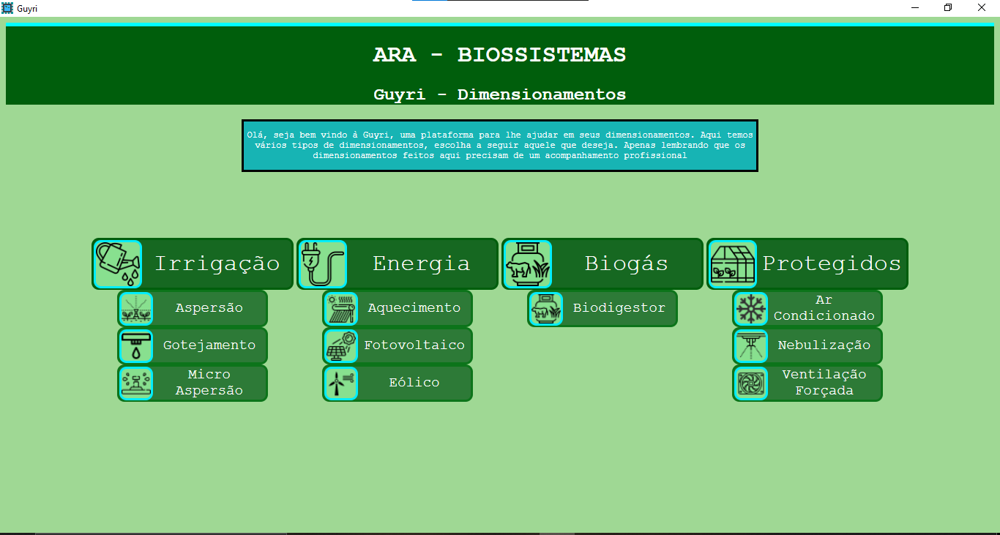 Guyri
ARA - BIOSSISTEMAS
Guyri - Dimensionamentos
Olá, seja bem vindo à Guyri, uma plataforma para lhe ajudar em seus dimensionamentos. Aqui temos
vários tipos de dimensionamentos, escolha a seguir aquele que deseja. Apenas lembrando que os
dimensionamentos feitos aqui precisam de um acompanhamento profissional
Irrigação
Aspersão
Gotejamento
Micro
Aspersão
Energia
Aquecimento
Fotovoltaico
Eólico
Biogás
Biodigestor
Protegidos
Ar
Condicionado
Nebulização
Ventilação
Forçada